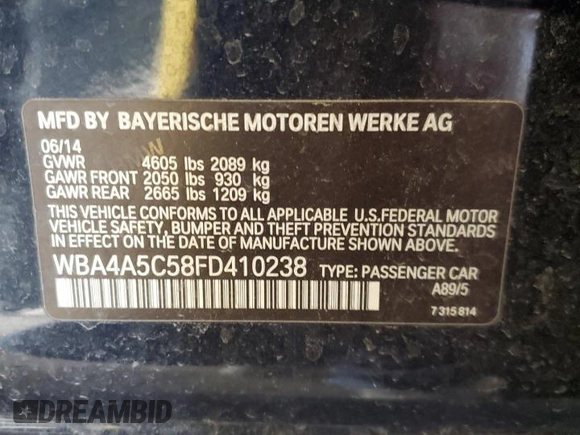 MFD BY BAYERISCHE MOTOREN WERKE AG
06/14
GVWR 4605 lbs 2089 kg
GAWR FRONT 2050 lbs 930 kg
GAWR REAR 2665 lbs 1209 kg
THIS VEHICLE CONFORMS TO ALL APPLICABLE U.S.FEDERAL MOTOR
VEHICLE SAFETY, BUMPER AND THEFT PREVENTION STANDARDS
IN EFFECT ON THE DATE OF MANUFACTURE SHOWN ABOVE.
WBA4A5C58FD410238 TYPE: PASSENGER CAR
A89/5
7 315 814
DREAMBID